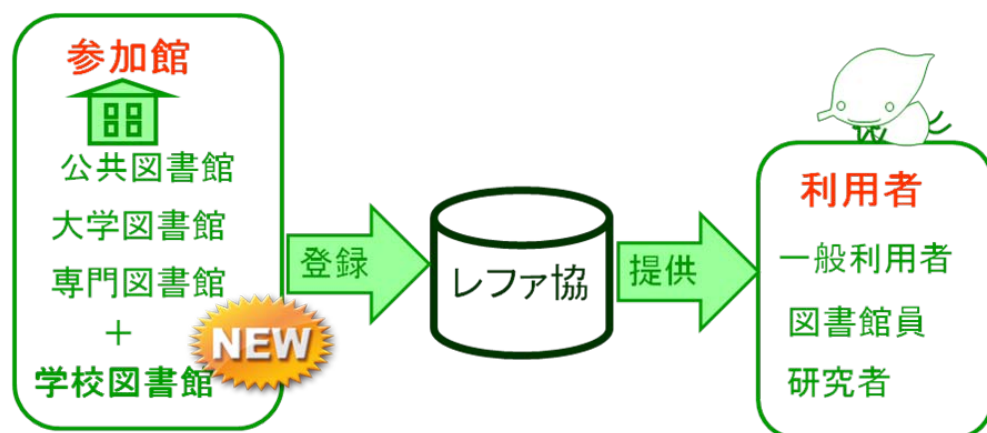 参加館
公共図書館
大学図書館
専門図書館
+
学校図書館
NEW
登録
レファ協
提供
利用者
一般利用者
図書館員
研究者